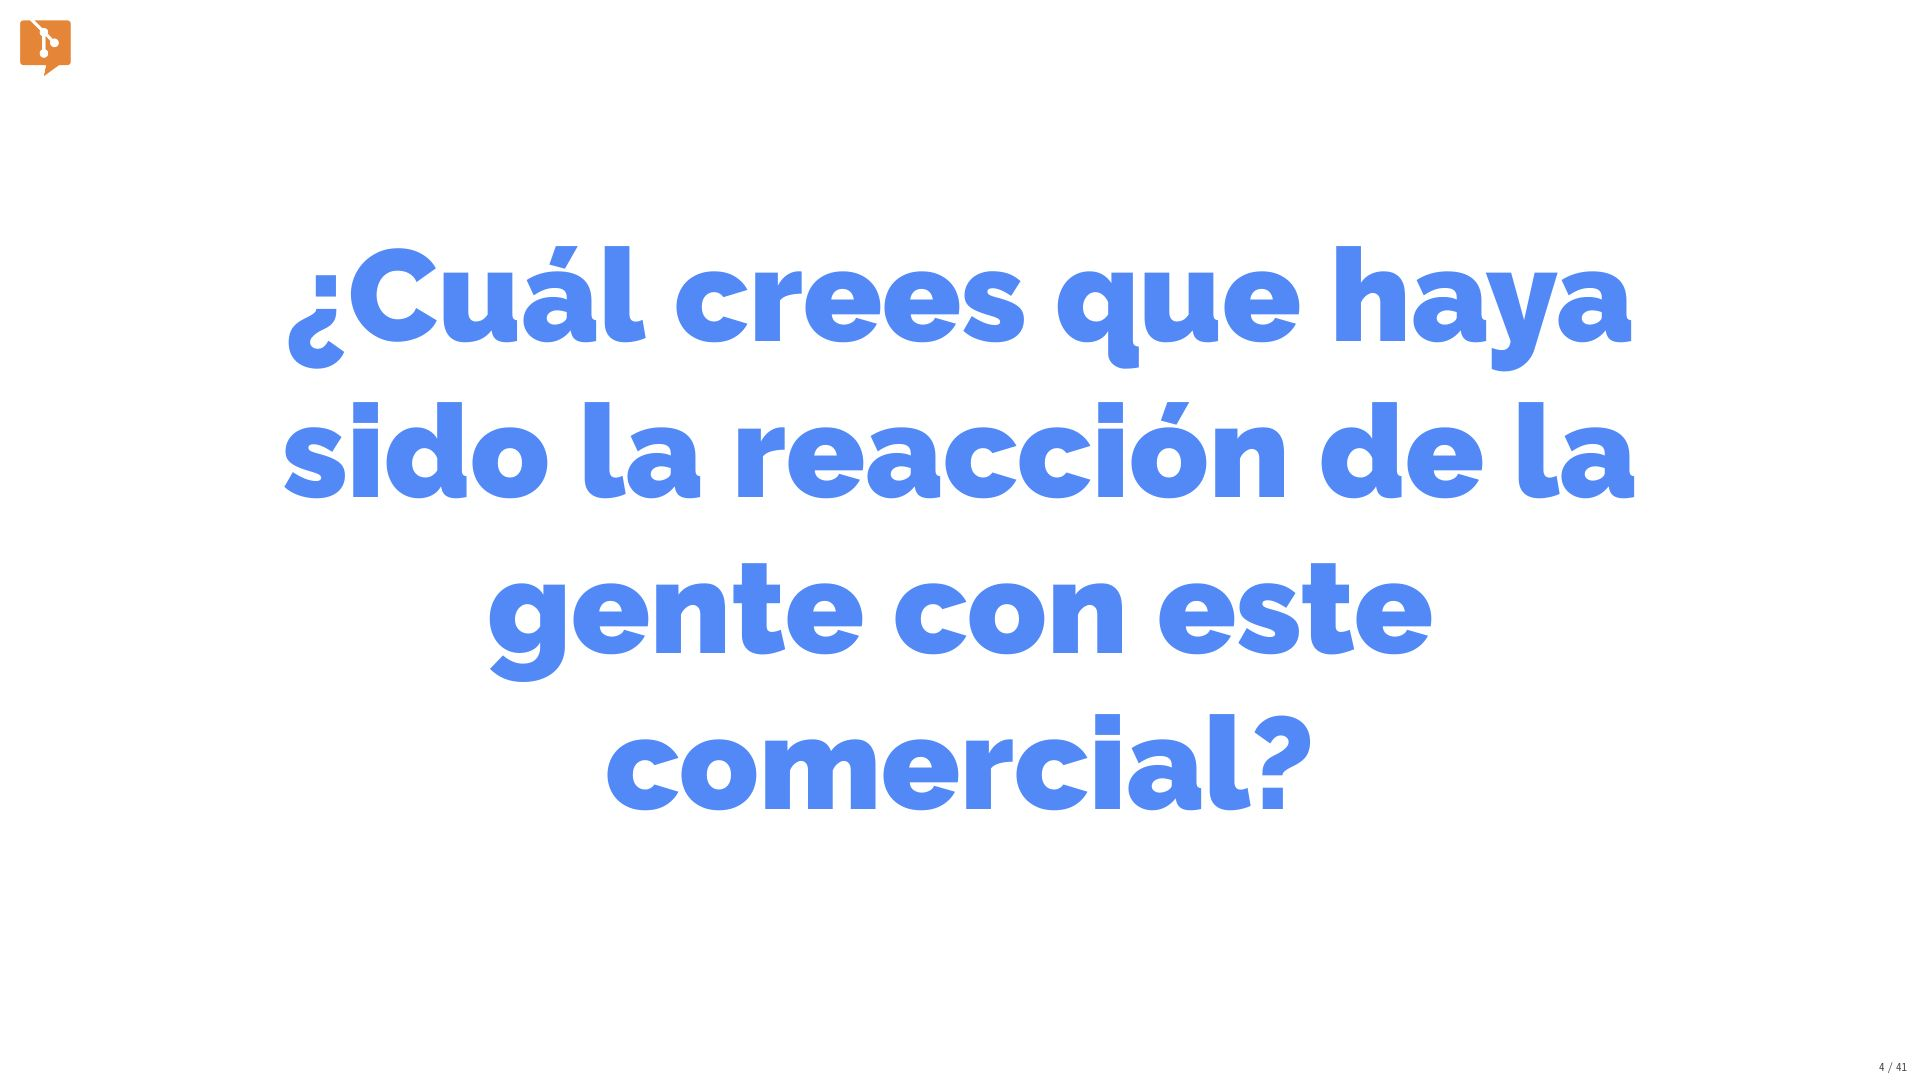 ¿Cuál crees que haya
sido la reacción de la
gente con este
comercial?
4 / 41